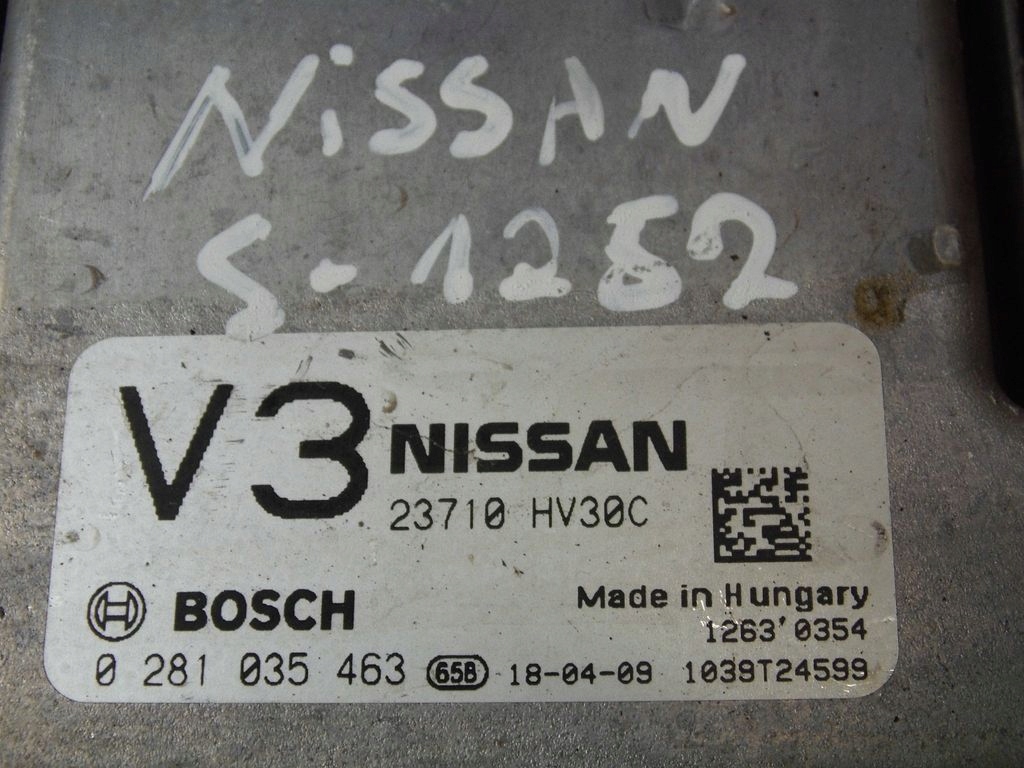 NiSSAN
S-1252
V3 NISSAN
23710 HV30C
BOSCH
Made in Hungary
1263'0354
0 281 035 463 65B 18-04-09 1039T24599